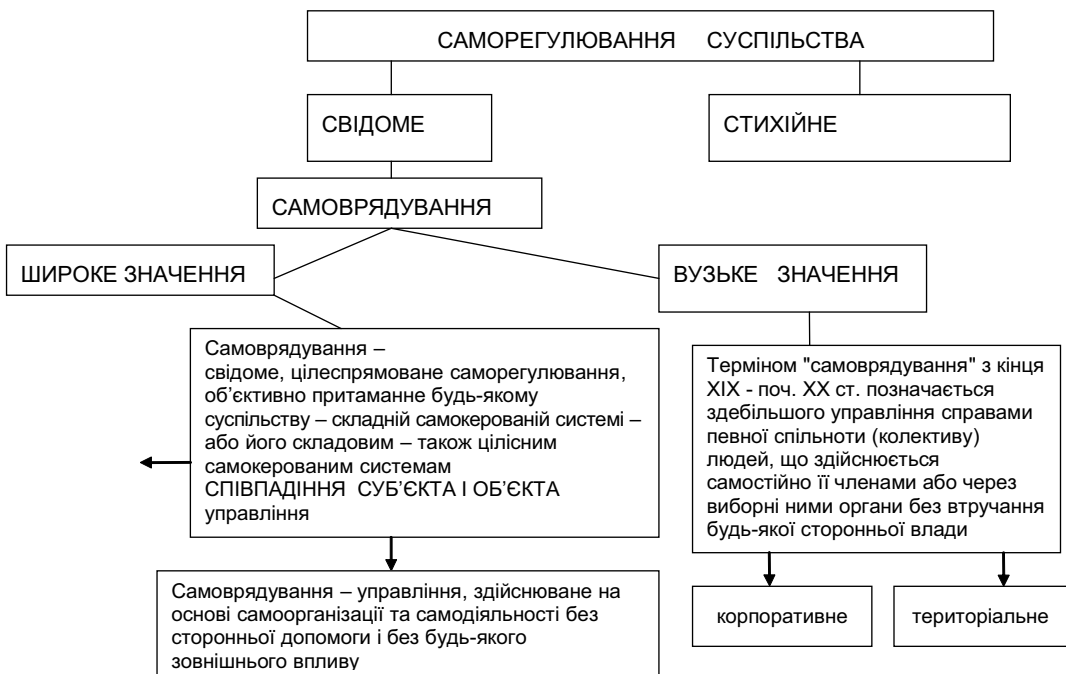 САМОРЕГУЛЮВАННЯ СУСПІЛЬСТВА
СВІДОМЕ
СТИХІЙНЕ
САМОВРЯДУВАННЯ
ШИРОКЕ ЗНАЧЕННЯ
ВУЗЬКЕ ЗНАЧЕННЯ
Самоврядування –
свідоме, цілеспрямоване саморегулювання,
об’єктивно притаманне будь-якому
суспільству – складній самокерованій системі –
або його складовим – також цілісним
самокерованим системам
СПІВПАДІННЯ СУБ’ЄКТА І ОБ’ЄКТА
управління
Терміном "самоврядування" з кінця
ХІХ - поч. ХХ ст. позначається
здебільшого управління справами
певної спільноти (колективу)
людей, що здійснюється
самостійно її членами або через
виборні ними органи без втручання
будь-якої сторонньої влади
Самоврядування – управління, здійснюване на
основі самоорганізації та самодіяльності без
сторонньої допомоги і без будь-якого
зовнішнього впливу
корпоративне
територіальне